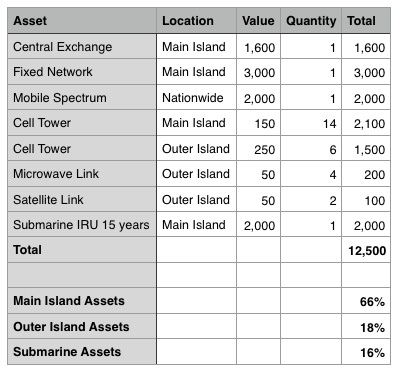 Asset Location Value Quantity Total
Central Exchange Main Island 1,600 1 1,600
Fixed Network Main Island 3,000 1 3,000
Mobile Spectrum Nationwide 2,000 1 2,000
Cell Tower Main Island 150 14 2,100
Cell Tower Outer Island 250 6 1,500
Microwave Link Outer Island 50 4 200
Satellite Link Outer Island 50 2 100
Submarine IRU 15 years Main Island 2,000 1 2,000
Total 12,500
Main Island Assets 66%
Outer Island Assets 18%
Submarine Assets 16%